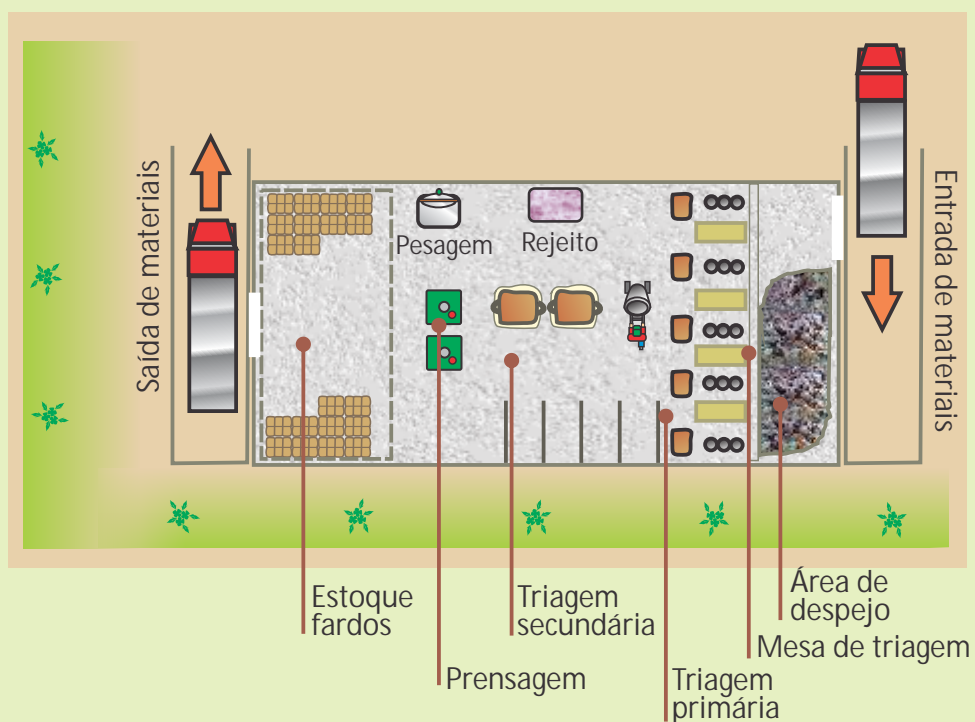 Saída de materiais
Pesagem
Rejeito
Entrada de materiais
Estoque
fardos
Prensagem
Triagem
secundária
Triagem
primária
Mesa de triagem
Área de
despejo